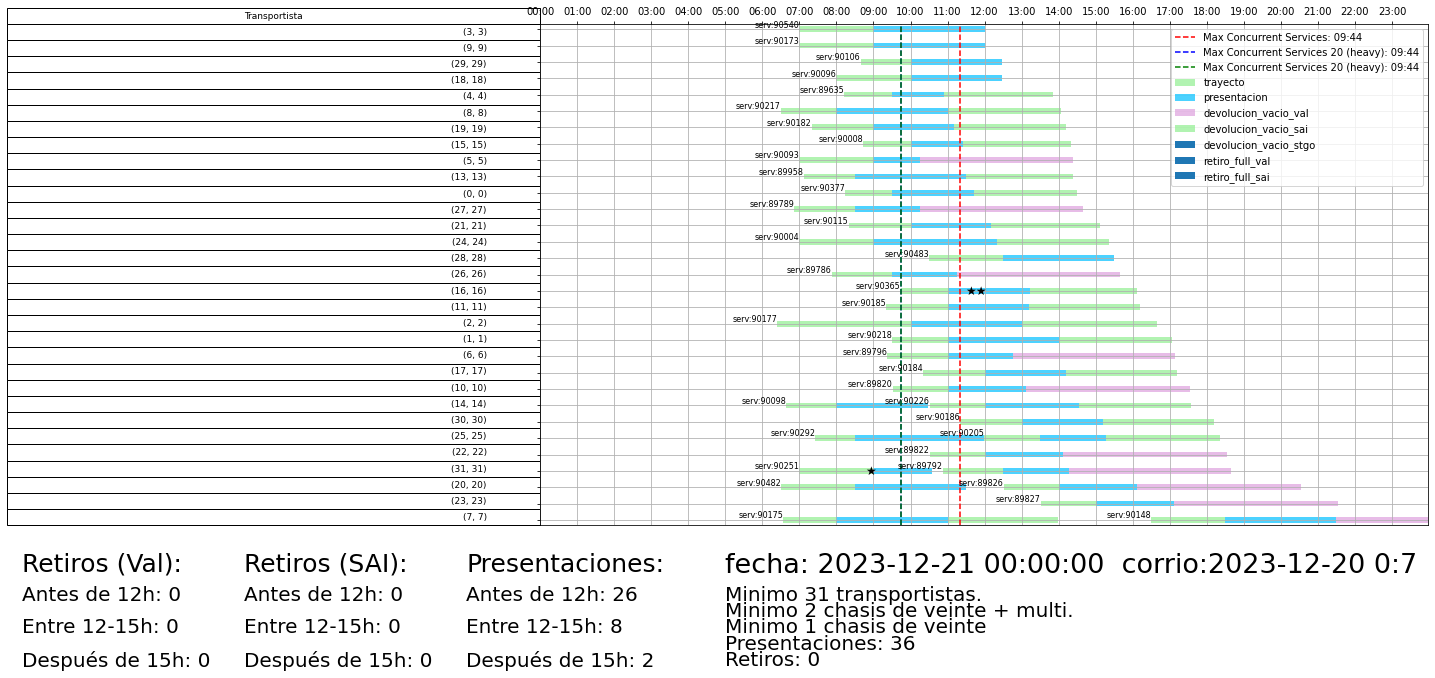 Transportista
00:00 01:00 02:00 03:00 04:00 05:00 06:00 07:00 08:00 09:00 10:00 11:00 12:00 13:00 14:00 15:00 16:00 17:00 18:00 19:00 20:00 21:00 22:00 23:00
(3, 3) serv:90540
(9, 9) serv:90173
(29, 29) serv:90106
(18, 18) serv:90096
(4, 4) serv:89635
(8, 8) serv:90217
(19, 19) serv:90182
(15, 15) serv:90008
(5, 5) serv:90093
(13, 13) serv:89958
(0, 0) serv:90377
(27, 27) serv:89789
(21, 21) serv:90115
(24, 24) serv:90004
(28, 28) serv:90483
(26, 26) serv:89786
(16, 16) serv:90365
(11, 11) serv:90185
(2, 2) serv:90177
(1, 1) serv:90218
(6, 6) serv:89796
(17, 17) serv:90184
(10, 10) serv:89820
(14, 14) serv:90098 serv:90226
(30, 30) serv:90186
(25, 25) serv:90292 serv:90205
(22, 22) serv:89822
(31, 31) serv:90251 serv:89792
(20, 20) serv:90482 serv:89826
(23, 23) serv:89827
(7, 7) serv:90175 serv:90148
Max Concurrent Services: 09:44
Max Concurrent Services 20 (heavy): 09:44
Max Concurrent Services 20 (heavy): 09:44
trayecto
presentacion
devolucion_vacio_val
devolucion_vacio_sai
devolucion_vacio_stgo
retiro_full_val
retiro_full_sai
Retiros (Val):
Antes de 12h: 0
Entre 12-15h: 0
Después de 15h: 0
Retiros (SAI):
Antes de 12h: 0
Entre 12-15h: 0
Después de 15h: 0
Presentaciones:
Antes de 12h: 26
Entre 12-15h: 8
Después de 15h: 2
fecha: 2023-12-21 00:00:00  corrio:2023-12-20 0:7
Minimo 31 transportistas.
Minimo 2 chasis de veinte + multi.
Minimo 1 chasis de veinte
Presentaciones: 36
Retiros: 0